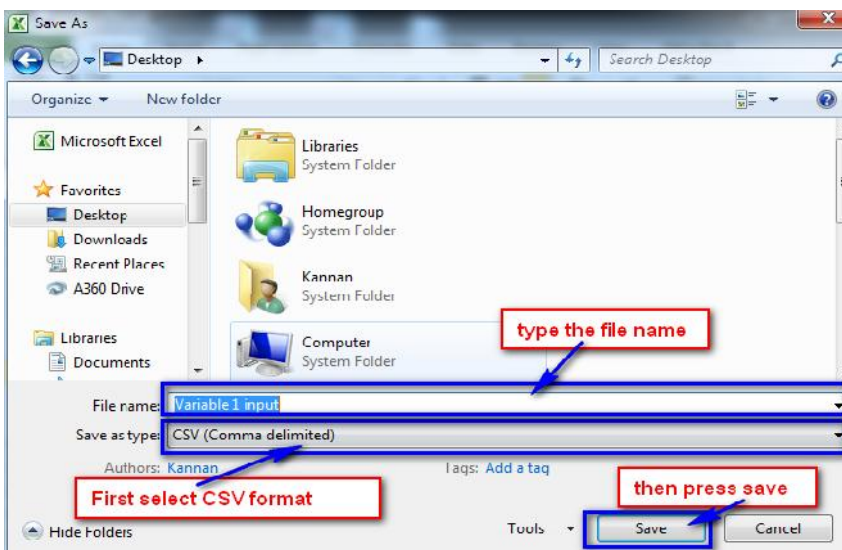 Save As
Desktop
Search Desktop
Organize
New folder
Microsoft Excel
Favorites
Desktop
Downloads
Recent Places
A360 Drive
Libraries
Documents
Libraries
System Folder
Homegroup
System Folder
Kannan
System Folder
Computer
System Folder
type the file name
File name: Variable 1 input
Save as type: CSV (Comma delimited)
Authors: Kannan
Tags: Add a tag
First select CSV format
then press save
Hide Folders
Tools
Save
Cancel